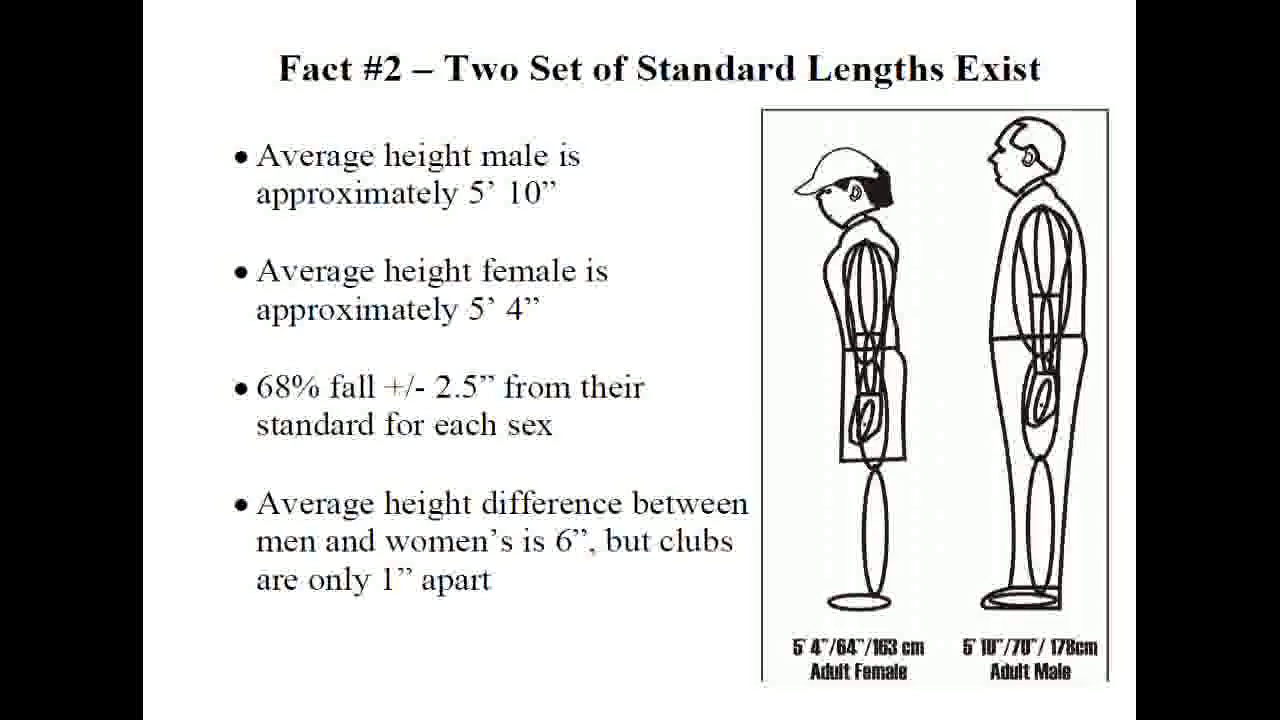 Fact #2 – Two Set of Standard Lengths Exist
• Average height male is
approximately 5’ 10”
• Average height female is
approximately 5’ 4”
• 68% fall +/- 2.5” from their
standard for each sex
• Average height difference between
men and women’s is 6”, but clubs
are only 1” apart
5' 4"/64"/163 cm
Adult Female
5' 10"/70"/ 178cm
Adult Male